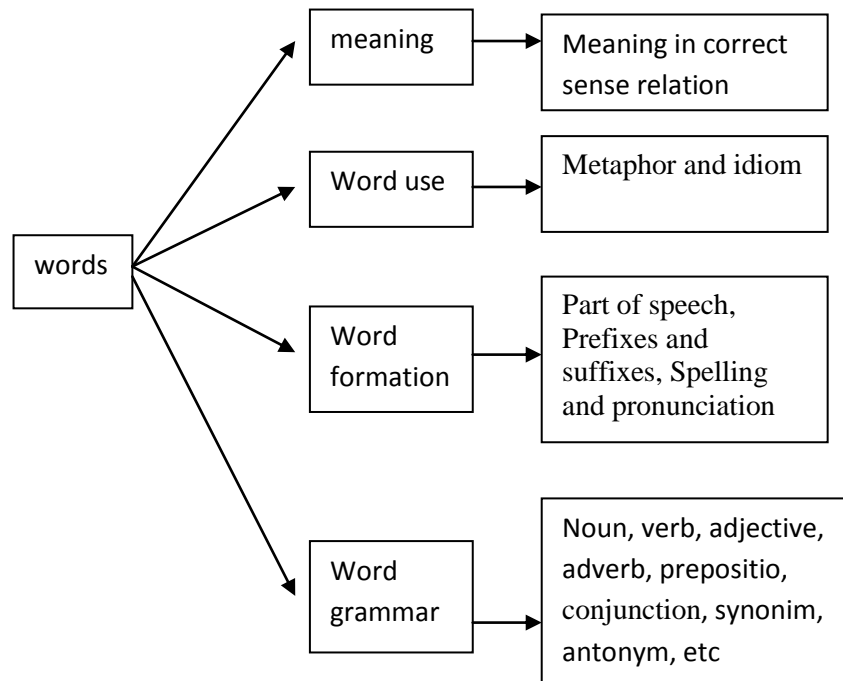 words
meaning
Meaning in correct
sense relation
Word use
Metaphor and idiom
Word
formation
Part of speech,
Prefixes and
suffixes, Spelling
and pronunciation
Word
grammar
Noun, verb, adjective,
adverb, prepositio,
conjunction, synonim,
antonym, etc